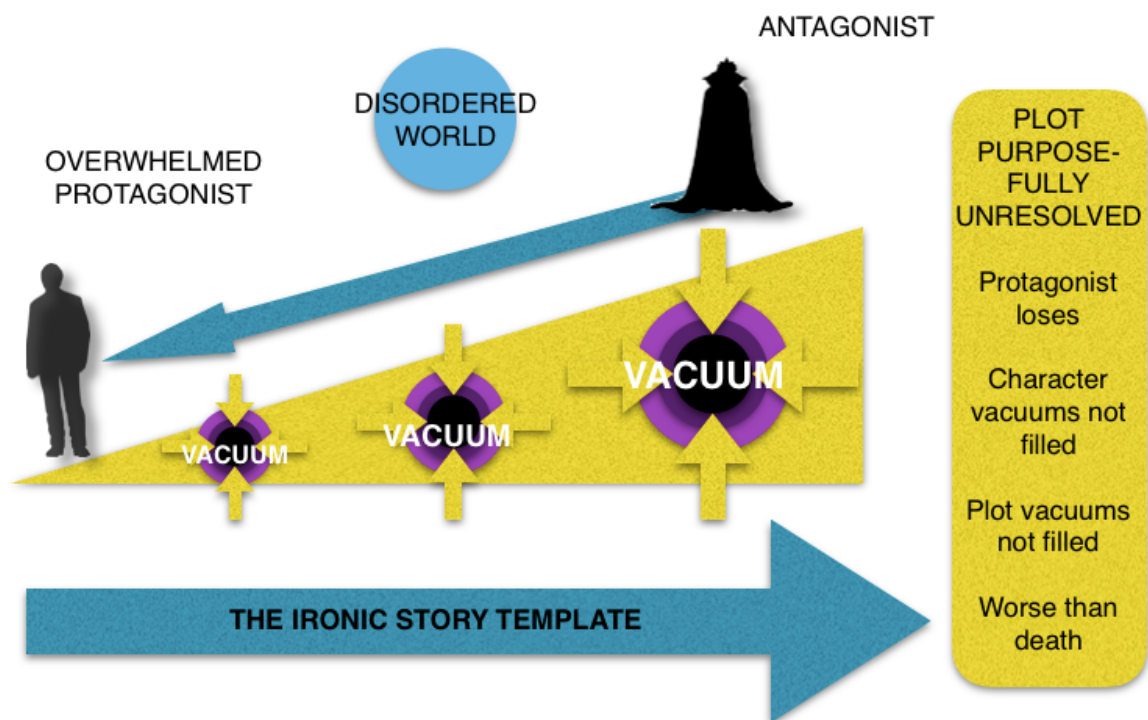 ANTAGONIST
DISORDERED
WORLD
OVERWHELMED
PROTAGONIST
VACUUM
VACUUM
VACUUM
THE IRONIC STORY TEMPLATE
PLOT
PURPOSE-
FULLY
UNRESOLVED
Protagonist
loses
Character
vacuums not
filled
Plot vacuums
not filled
Worse than
death